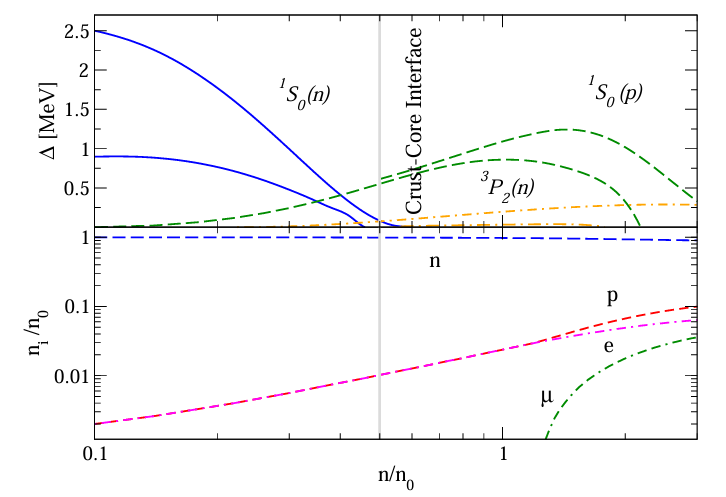 2.5
2
1.5
1
0.5
Δ [MeV]
¹S₀(n)
Crust-Core Interface
¹S₀ (p)
³P₂(n)
1
0.1
0.01
nᵢ /n₀
n
p
e
μ
0.1
1
n/n₀